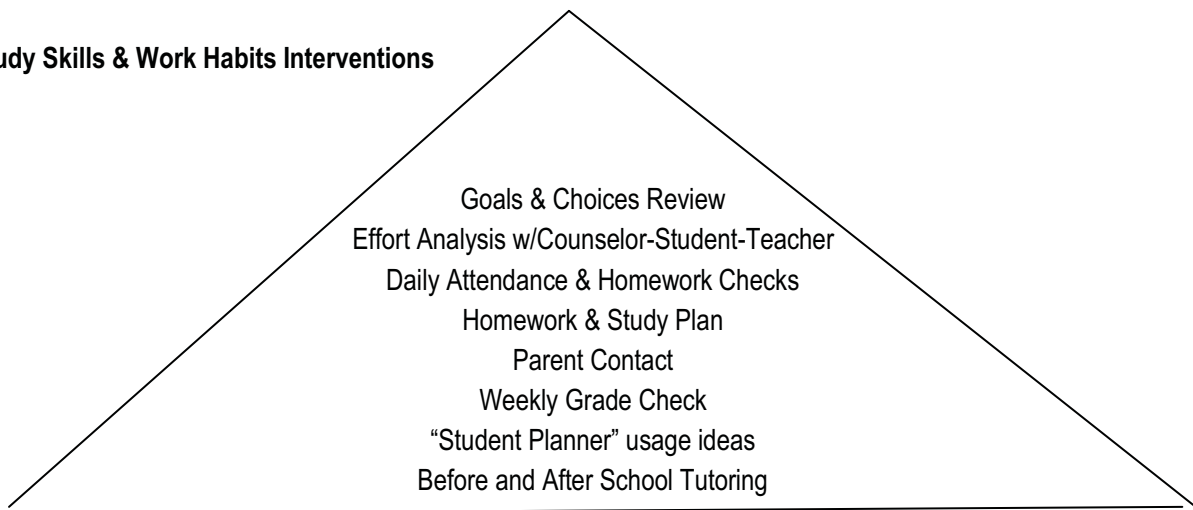 udy Skills & Work Habits Interventions
Goals & Choices Review
Effort Analysis w/Counselor-Student-Teacher
Daily Attendance & Homework Checks
Homework & Study Plan
Parent Contact
Weekly Grade Check
“Student Planner” usage ideas
Before and After School Tutoring